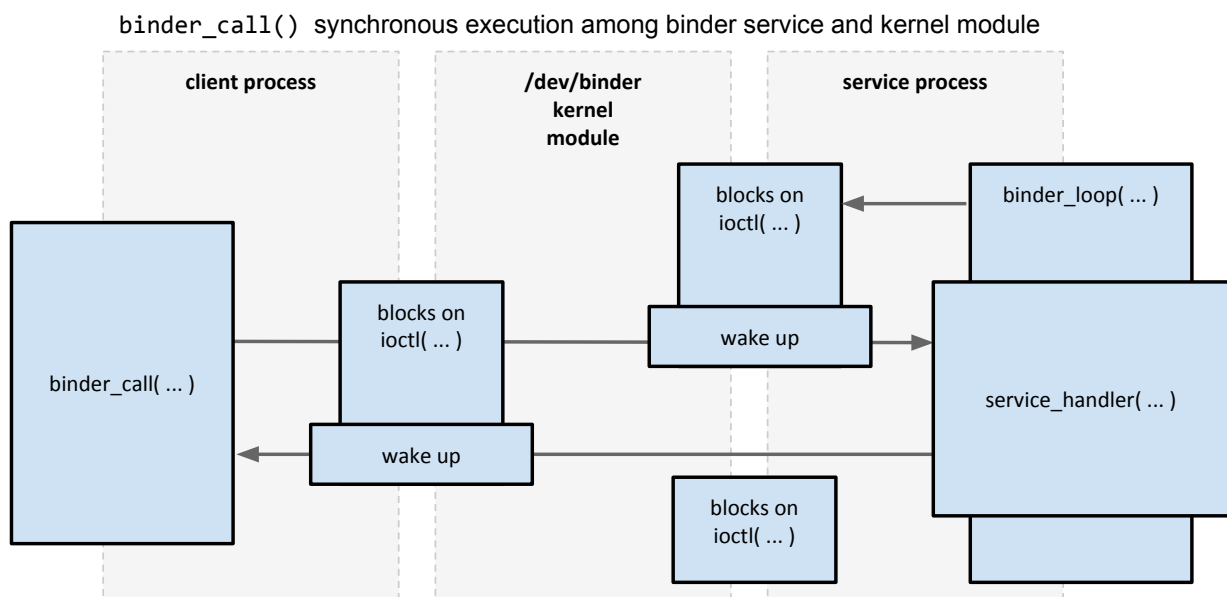 binder_call() synchronous execution among binder service and kernel module
client process
/dev/binder
kernel
module
service process
blocks on
ioctl( ... )
binder_loop( ... )
blocks on
ioctl( ... )
wake up
binder_call( ... )
service_handler( ... )
wake up
blocks on
ioctl( ... )